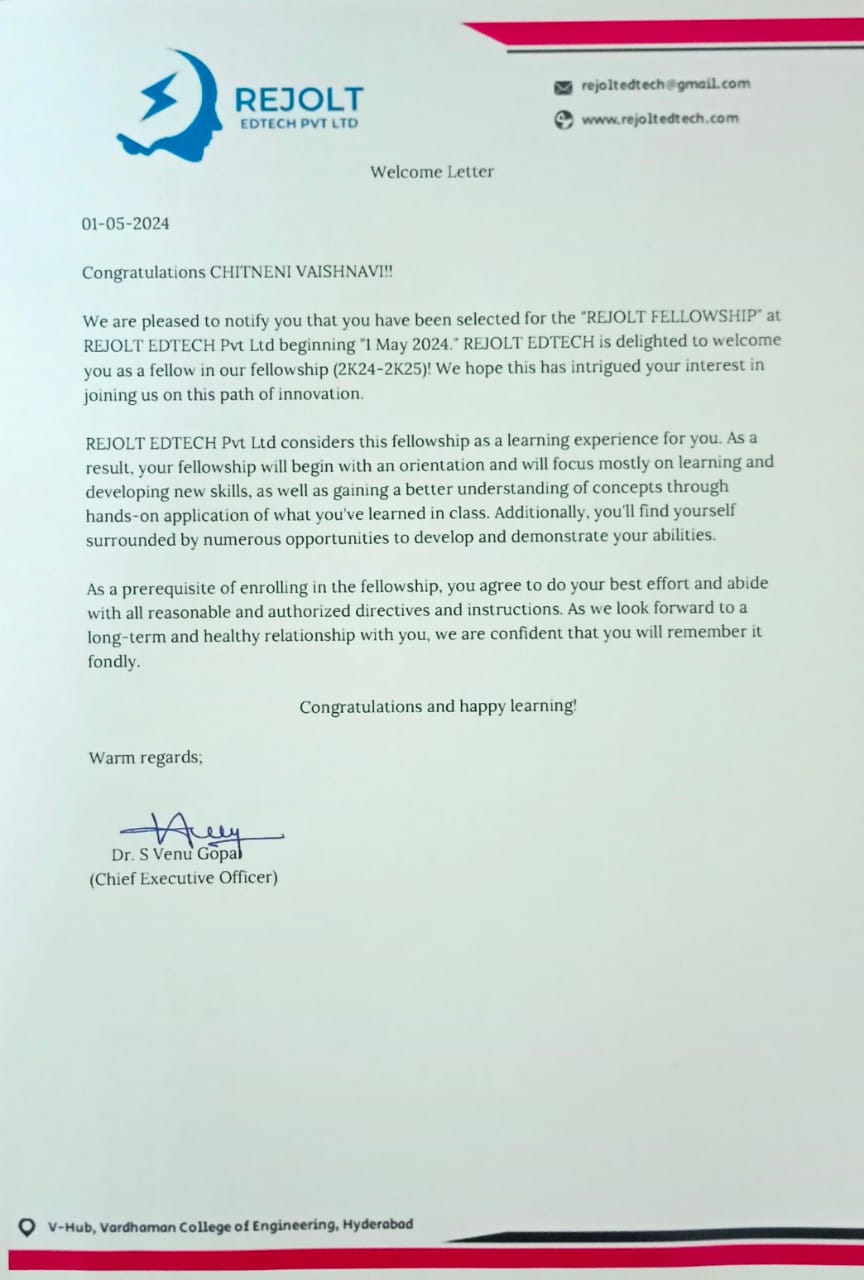 REJOLT
EDTECH PVT LTD
rejoltedtech@gmail.com
www.rejoltedtech.com
Welcome Letter
01-05-2024
Congratulations CHITNENI VAISHNAVI!!
We are pleased to notify you that you have been selected for the "REJOLT FELLOWSHIP" at
REJOLT EDTECH Pvt Ltd beginning "1 May 2024." REJOLT EDTECH is delighted to welcome
you as a fellow in our fellowship (2K24-2K25)! We hope this has intrigued your interest in
joining us on this path of innovation.
REJOLT EDTECH Pvt Ltd considers this fellowship as a learning experience for you. As a
result, your fellowship will begin with an orientation and will focus mostly on learning and
developing new skills, as well as gaining a better understanding of concepts through
hands-on application of what you've learned in class. Additionally, you'll find yourself
surrounded by numerous opportunities to develop and demonstrate your abilities.
As a prerequisite of enrolling in the fellowship, you agree to do your best effort and abide
with all reasonable and authorized directives and instructions. As we look forward to a
long-term and healthy relationship with you, we are confident that you will remember it
fondly.
Congratulations and happy learning!
Warm regards;
Dr. S Venu Gopal
(Chief Executive Officer)
V-Hub, Vardhaman College of Engineering, Hyderabad